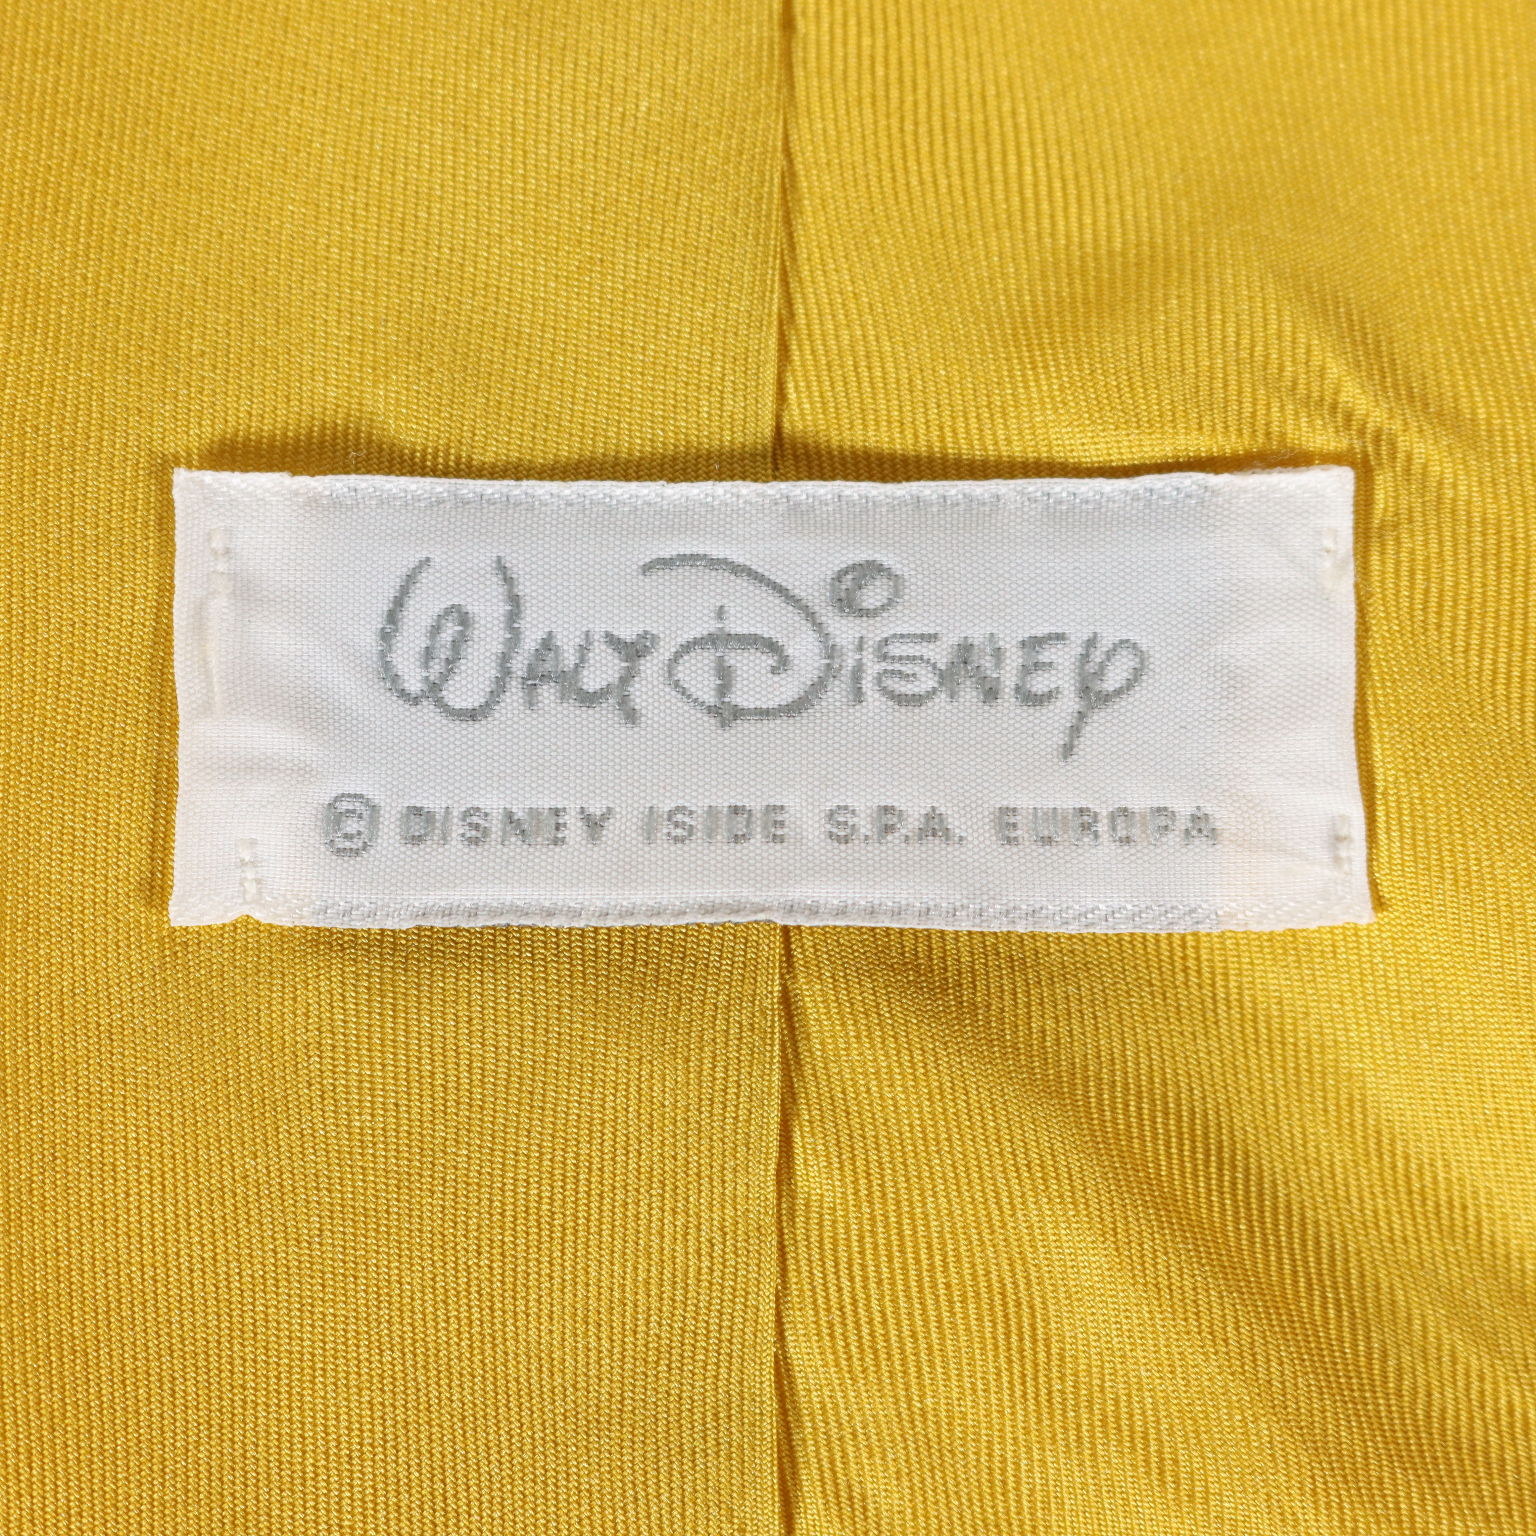 Walt Disney
© DISNEY ISIDE S.P.A. EUROPA